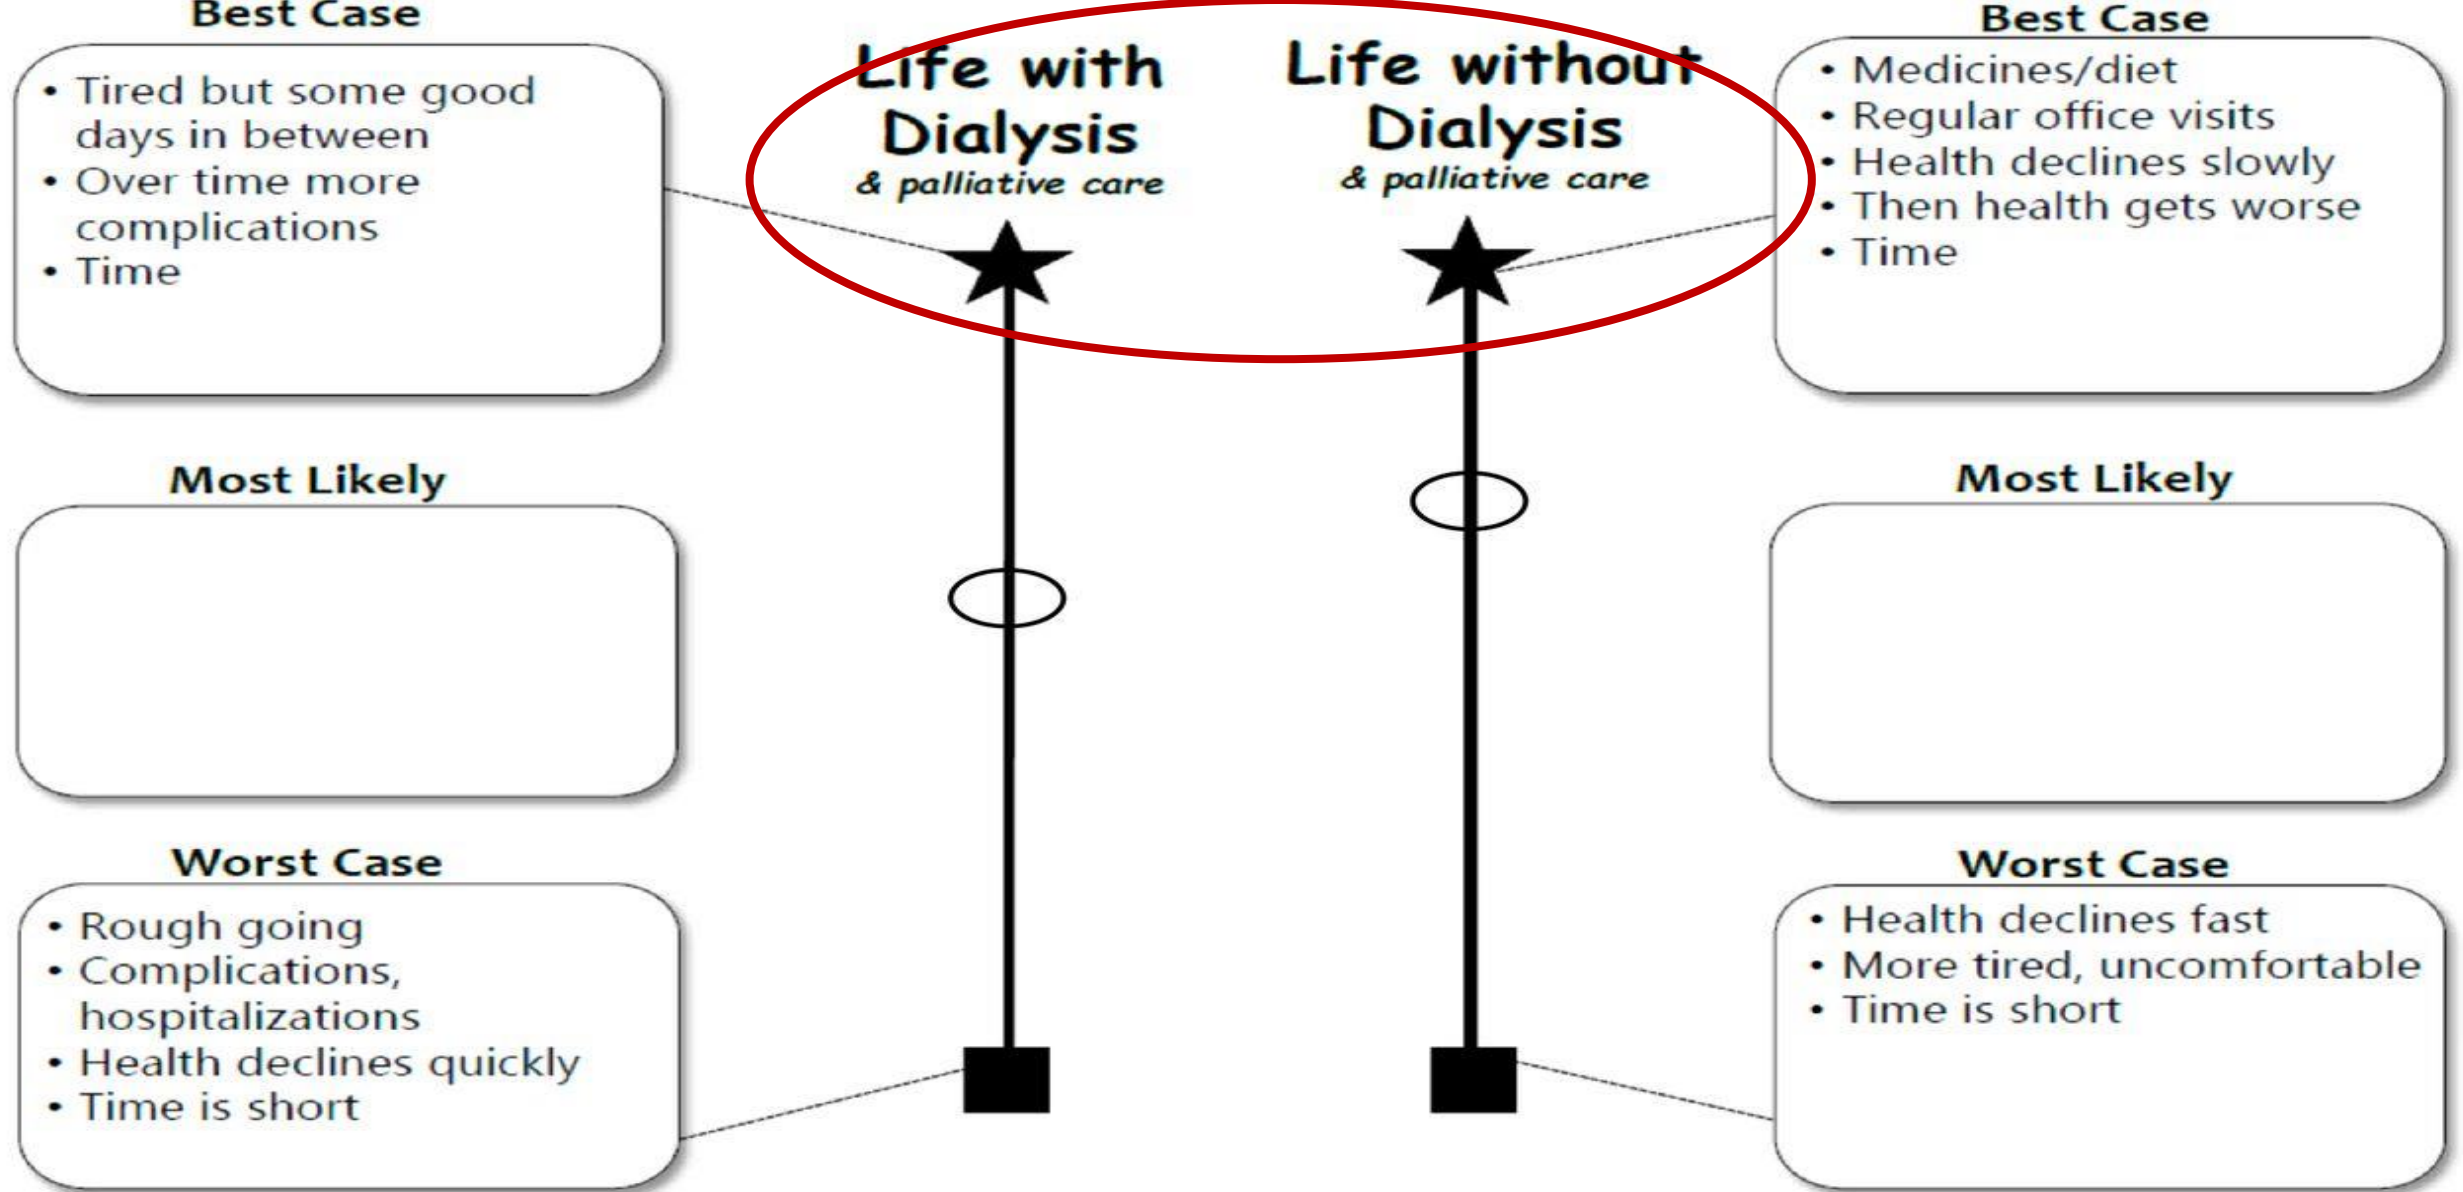 Best Case
• Tired but some good
days in between
• Over time more
complications
• Time
Most Likely
Worst Case
• Rough going
• Complications,
hospitalizations
• Health declines quickly
• Time is short
Life with
Dialysis
& palliative care
Life without
Dialysis
& palliative care
Best Case
• Medicines/diet
• Regular office visits
• Health declines slowly
• Then health gets worse
• Time
Most Likely
Worst Case
• Health declines fast
• More tired, uncomfortable
• Time is short